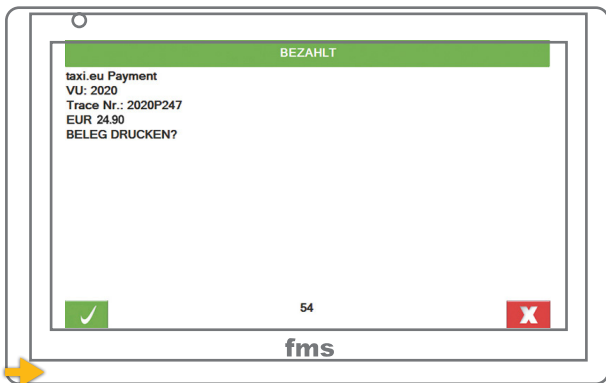 BEZAHLT
taxi.eu Payment
VU: 2020
Trace Nr.: 2020P247
EUR 24.90
BELEG DRUCKEN?
54
X
fms